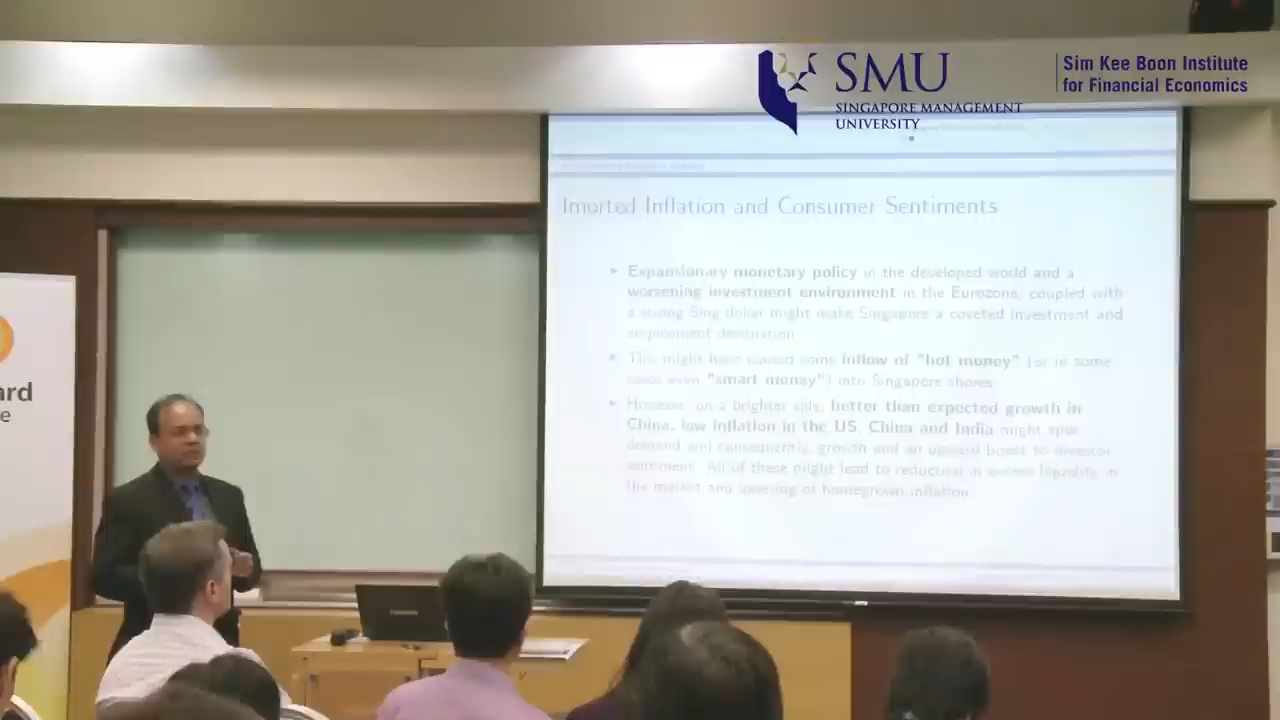 SMU
SINGAPORE MANAGEMENT
UNIVERSITY
Sim Kee Boon Institute
for Financial Economics
Imorted Inflation and Consumer Sentiments
Expansionary monetary policy in the developed world and a
worsening investment environment in the Eurozone, coupled with
a strong Sing dollar might make Singapore a coveted investment and
destination
This might have caused some inflow of "hot money" (or in some
cases even "smart money") into Singapore shores
However, on a brighter side, better than expected growth in
China, low inflation in the US, China and India might spur
demand and consequently, growth and an upward boost to investor
sentiment. All of these might lead to reduction in excess liquidity in
the market and lowering of homegrown inflation.
ard
e